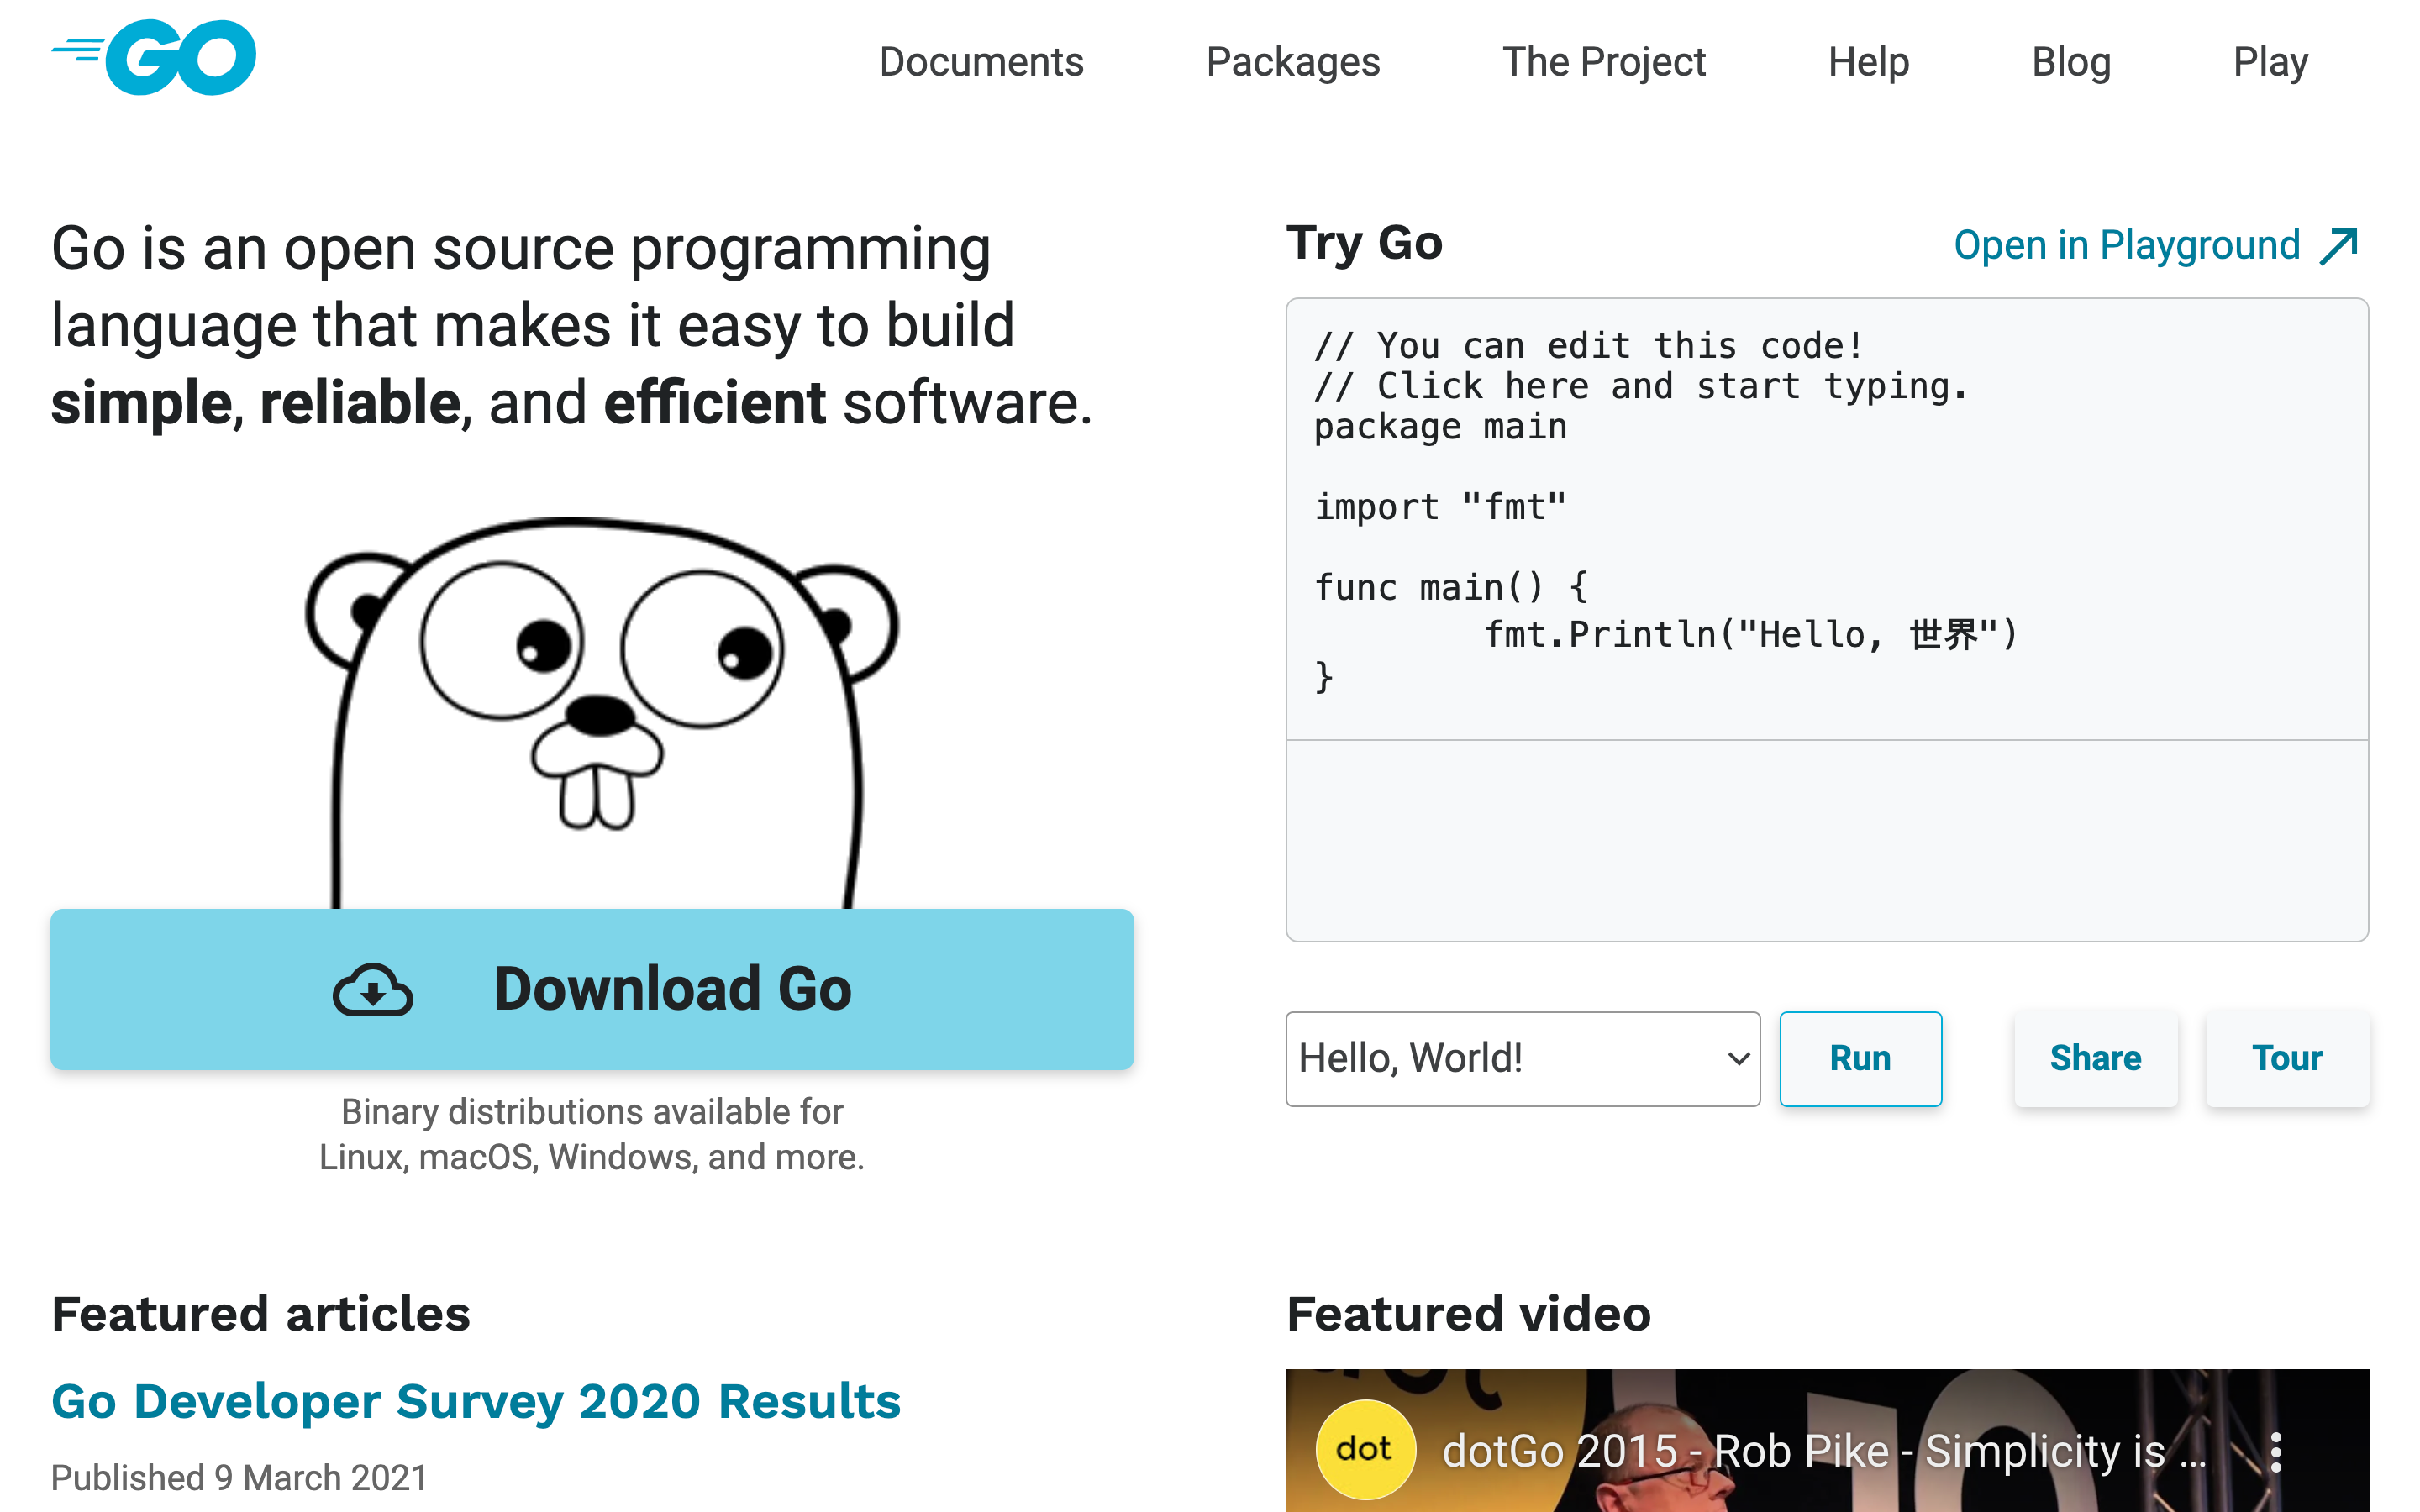 GO
Documents
Packages
The Project
Help
Blog
Play
Go is an open source programming
language that makes it easy to build
simple, reliable, and efficient software.
Download Go
Binary distributions available for
Linux, macOS, Windows, and more.
Try Go
Open in Playground
// You can edit this code!
// Click here and start typing.
package main
import "fmt"
func main() {
	fmt.Println("Hello, 世界")
}
Hello, World!
Run
Share
Tour
Featured articles
Go Developer Survey 2020 Results
Published 9 March 2021
Featured video
dot
dotGo 2015 - Rob Pike - Simplicity is ...
10